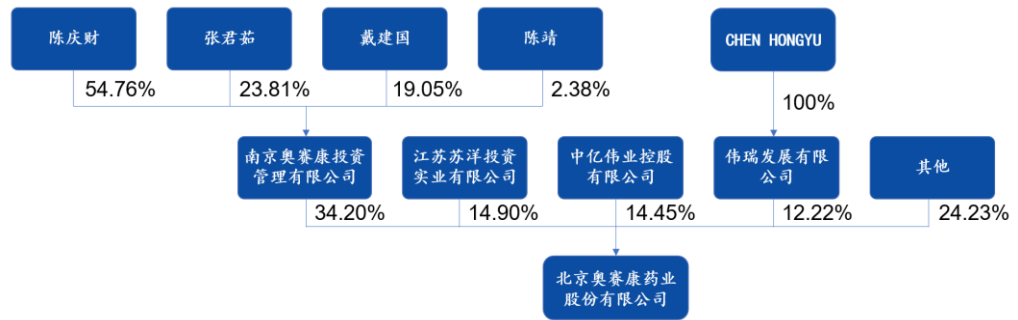 陈庆财
张君茹
戴建国
陈靖
CHEN HONGYU
54.76%
23.81%
19.05%
2.38%
100%
南京奥赛康投资
管理有限公司
江苏苏洋投资
实业有限公司
中亿伟业控股
有限公司
伟瑞发展有限
公司
其他
34.20%
14.90%
14.45%
12.22%
24.23%
北京奥赛康药业
股份有限公司